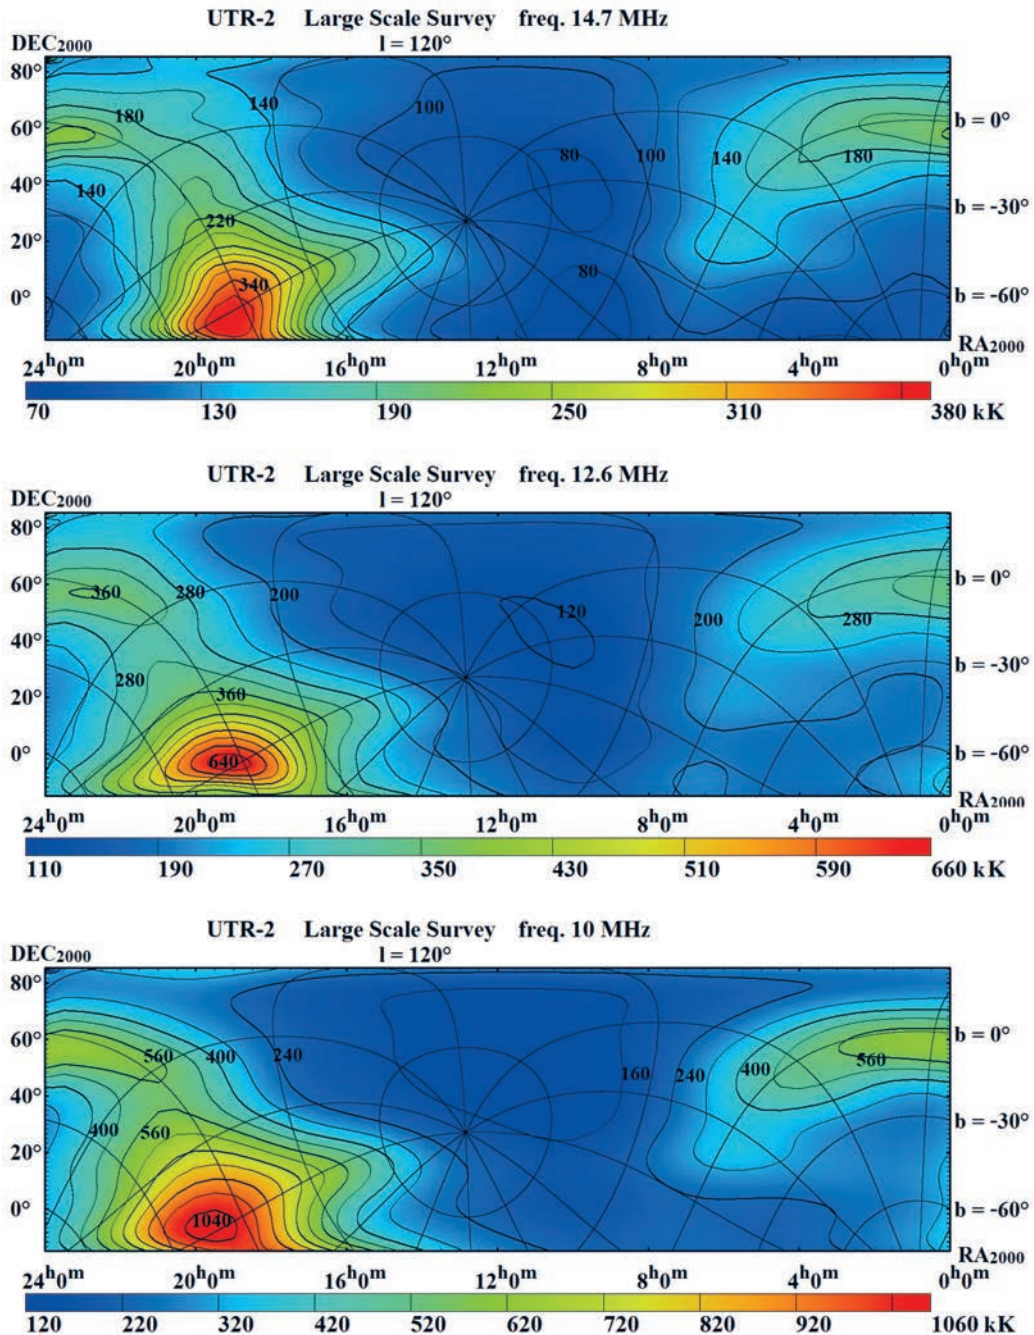 UTR-2 Large Scale Survey freq. 14.7 MHz
DEC2000 l = 120°
80°
60°
40°
20°
0°
180
140
100
140
220
340
80
80
100
140
180
b = 0°
b = -30°
b = -60°
RA2000
24h0m 20h0m 16h0m 12h0m 8h0m 4h0m 0h0m
70 130 190 250 310 380 kK
UTR-2 Large Scale Survey freq. 12.6 MHz
DEC2000 l = 120°
80°
60°
40°
20°
0°
360
280
200
280
360
640
120
200
280
b = 0°
b = -30°
b = -60°
RA2000
24h0m 20h0m 16h0m 12h0m 8h0m 4h0m 0h0m
110 190 270 350 430 510 590 660 kK
UTR-2 Large Scale Survey freq. 10 MHz
DEC2000 l = 120°
80°
60°
40°
20°
0°
560
400
240
400
560
1040
160
240
400
560
b = 0°
b = -30°
b = -60°
RA2000
24h0m 20h0m 16h0m 12h0m 8h0m 4h0m 0h0m
120 220 320 420 520 620 720 820 920 1060 kK